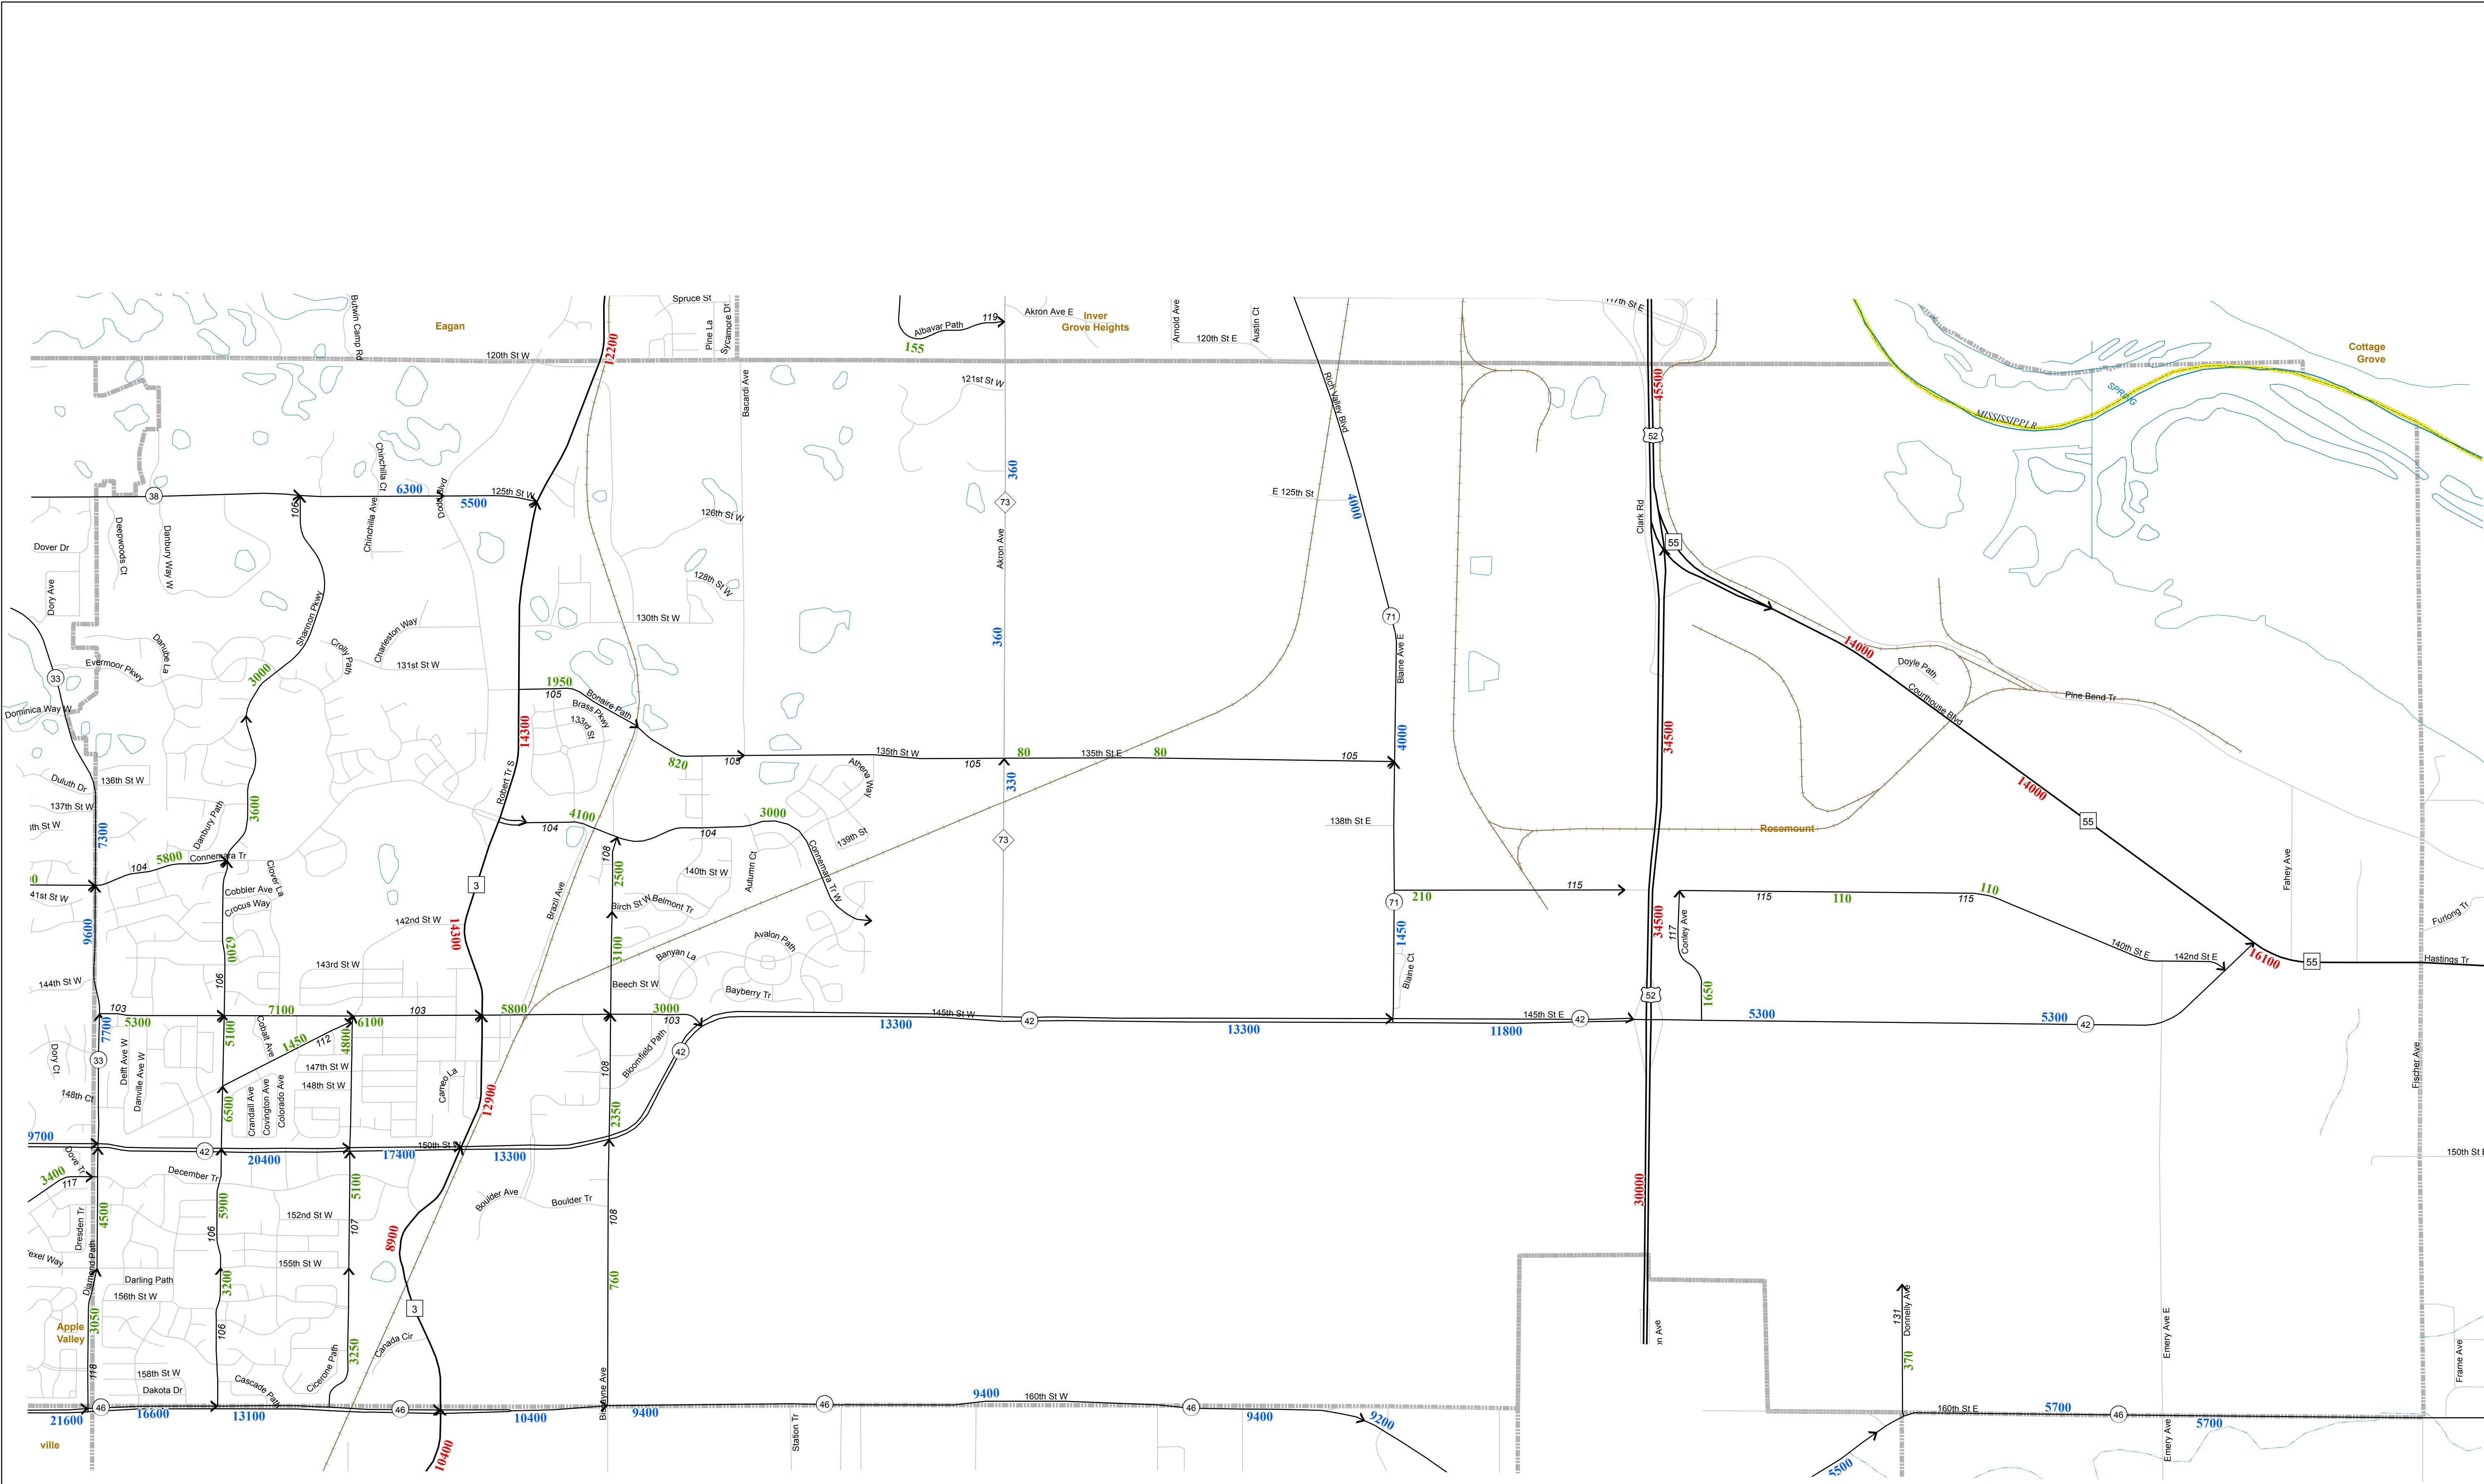 Spruce St
Butwin Camp Rd
Pine La
Sycamore Dr
Akron Ave E
Albavar Path
119
155
Inver
Grove Heights
Arnold Ave
Austin Ct
120th St E
117th St E
Eagan
120th St W
12200
Cottage
Grove
SPRING
MISSISSIPPI R
Bacardi Ave
121st St W
Rich Valley Blvd
45500
52
360
73
Akron Ave
360
E 125th St
4000
Clark Rd
55
38
106
6300
5500
125th St W
Dodd Blvd
Chinchilla Ct
Chinchilla Ave
Deepwoods Ct
Danbury Way W
Dover Dr
Dory Ave
126th St W
128th St W
130th St W
Shannon Pkwy
Crolly Path
Charleston Way
131st St W
71
Blaine Ave E
14000
Doyle Path
Courthouse Blvd
Pine Bend Tr
33
Evermoor Pkwy
Danube La
Dominica Way W
3000
1950
105
Bonaire Path
Brass Pkwy
133rd St
14300
820
105
135th St W
105
80
135th St E
80
105
4000
34500
330
Robert Tr S
Duluth Dr
136th St W
137th St W
7300
3600
Danbury Path
4100
104
104
3000
Athena Way
139th St
138th St E
Rosemount
14000
55
73
Connemara Tr
5800
104
Clover La
Cobbler Ave
Crocus Way
142nd St W
3
14300
Brazil Ave
108
2500
140th St W
Autumn Ct
Connemara Tr W
Birch St W
Belmont Tr
210
115
71
1450
Blaine Ct
34500
117
Conley Ave
115
110
115
110
140th St E
142nd St E
16100
55
Hastings Tr
Fahey Ave
Furlong Tr
41st St W
9600
144th St W
6200
106
143rd St W
3100
Banyan La
Avalon Path
Beech St W
Bayberry Tr
103
5300
7100
6100
103
5800
3000
103
13300
145th St W
42
13300
11800
145th St E
42
52
1650
5300
5300
42
7700
33
Dory Ct
Delft Ave W
Danville Ave W
148th Ct
5100
Cobalt Ave
1450
112
4800
147th St W
148th St W
Cameo La
12900
108
Bloomfield Path
42
2350
6500
Crandall Ave
Covington Ave
Colorado Ave
Fischer Ave
9700
42
20400
17400
150th St W
13300
150th St
Dove Tr
3400
117
December Tr
5900
5100
Boulder Ave
Boulder Tr
108
30000
Dresden Tr
4500
152nd St W
107
106
8900
155th St W
Diamond Path
Darling Path
156th St W
3200
760
3
Apple
Valley
3050
106
3250
Canada Cir
Cicerone Path
118
158th St W
Dakota Dr
Cascade Path
131
Donnelly Ave
370
Emery Ave E
Frame Ave
46
21600
16600
13100
46
10400
9400
46
9400
160th St W
46
9400
9200
160th St E
5700
46
5700
Emery Ave
5500
ville
10400
Station Tr